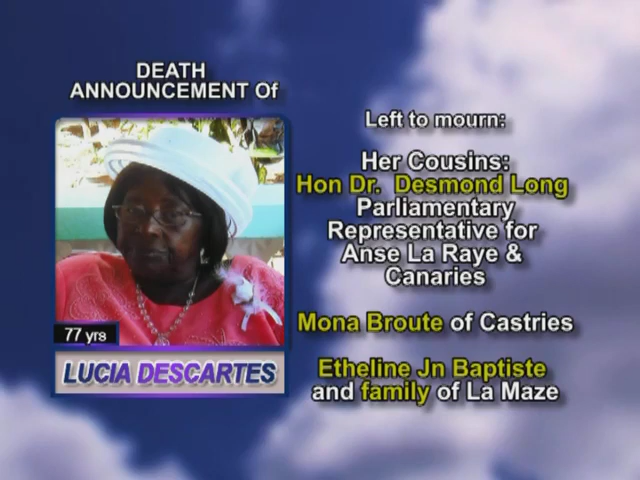 DEATH
ANNOUNCEMENT Of
77 yrs
LUCIA DESCARTES
Left to mourn:
Her Cousins:
Hon Dr. Desmond Long
Parliamentary
Representative for
Anse La Raye &
Canaries
Mona Broute of Castries
Etheline Jn Baptiste
and family of La Maze